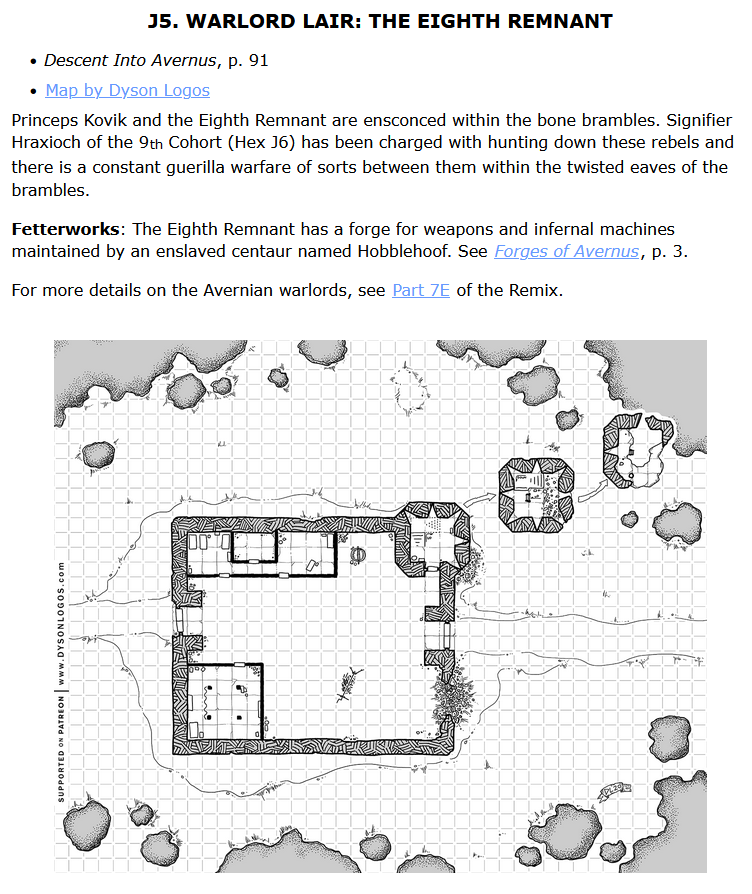 J5. WARLORD LAIR: THE EIGHTH REMNANT
• Descent Into Avernus, p. 91
• Map by Dyson Logos
Princeps Kovik and the Eighth Remnant are ensconced within the bone brambles. Signifier
Hraxioch of the 9th Cohort (Hex J6) has been charged with hunting down these rebels and
there is a constant guerilla warfare of sorts between them within the twisted eaves of the
brambles.
Fetterworks: The Eighth Remnant has a forge for weapons and infernal machines
maintained by an enslaved centaur named Hobblehoof. See Forges of Avernus, p. 3.
For more details on the Avernian warlords, see Part 7E of the Remix.
SUPPORTED ON PATREON | WWW.DYSONLOGOS.COM